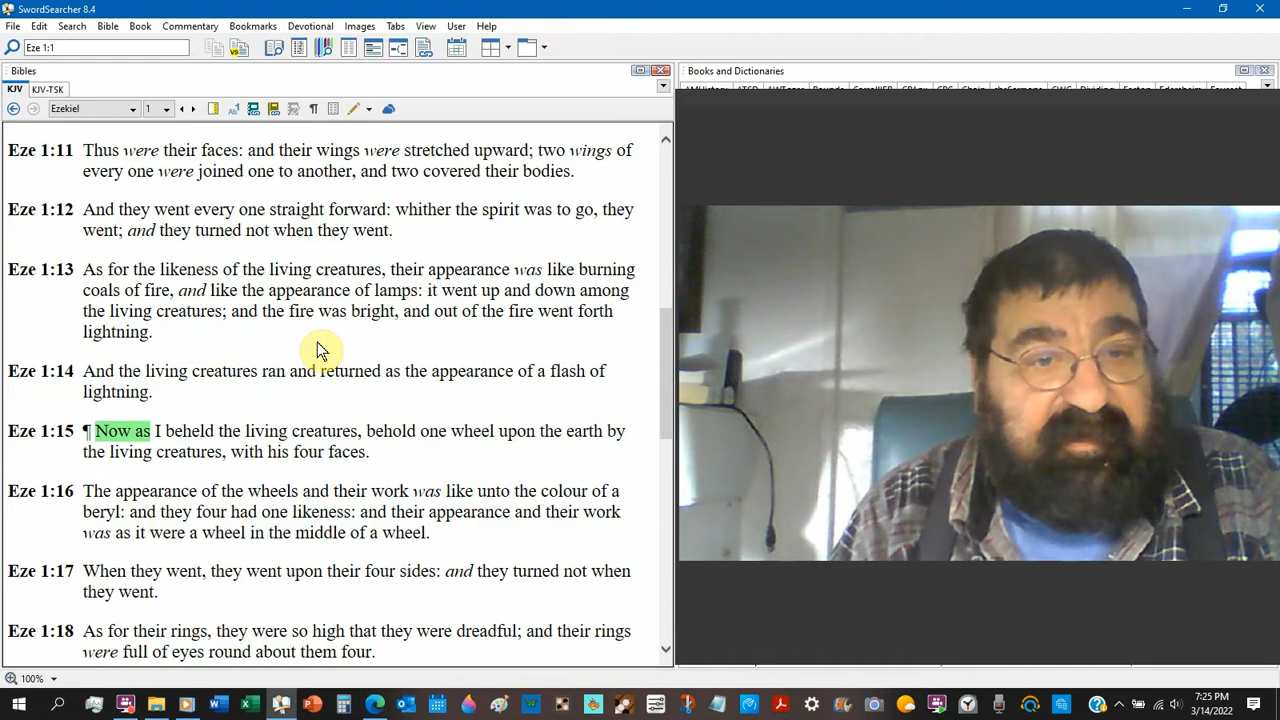 SwordSearcher 8.4
File Edit Search Bible Book Commentary Bookmarks Devotional Images Tabs View User Help
Eze 1:1
Bibles
Books and Dictionaries
KJV KJV-TSK
Ezekiel 1
Eze 1:11 Thus were their faces: and their wings were stretched upward; two wings of
every one were joined one to another, and two covered their bodies.
Eze 1:12 And they went every one straight forward: whither the spirit was to go, they
went; and they turned not when they went.
Eze 1:13 As for the likeness of the living creatures, their appearance was like burning
coals of fire, and like the appearance of lamps: it went up and down among
the living creatures; and the fire was bright, and out of the fire went forth
lightning.
Eze 1:14 And the living creatures ran and returned as the appearance of a flash of
lightning.
Eze 1:15 ¶ Now as I beheld the living creatures, behold one wheel upon the earth by
the living creatures, with his four faces.
Eze 1:16 The appearance of the wheels and their work was like unto the colour of a
beryl: and they four had one likeness: and their appearance and their work
was as it were a wheel in the middle of a wheel.
Eze 1:17 When they went, they went upon their four sides: and they turned not when
they went.
Eze 1:18 As for their rings, they were so high that they were dreadful; and their rings
were full of eyes round about them four.
100%
7:25 PM
3/14/2022